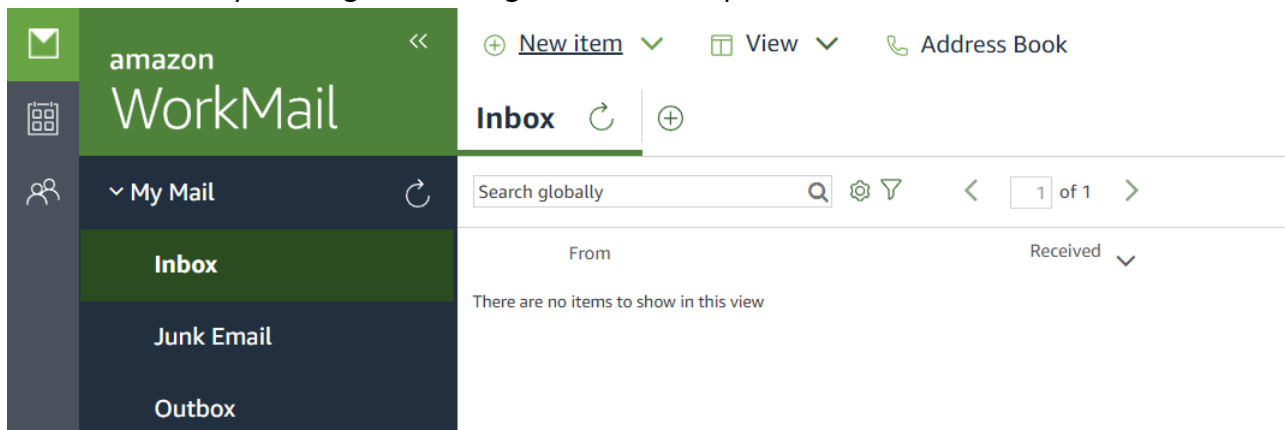 amazon
WorkMail
«
New item
View
Address Book
Inbox
My Mail
Search globally
1 of 1
Inbox
From
Received
There are no items to show in this view
Junk Email
Outbox